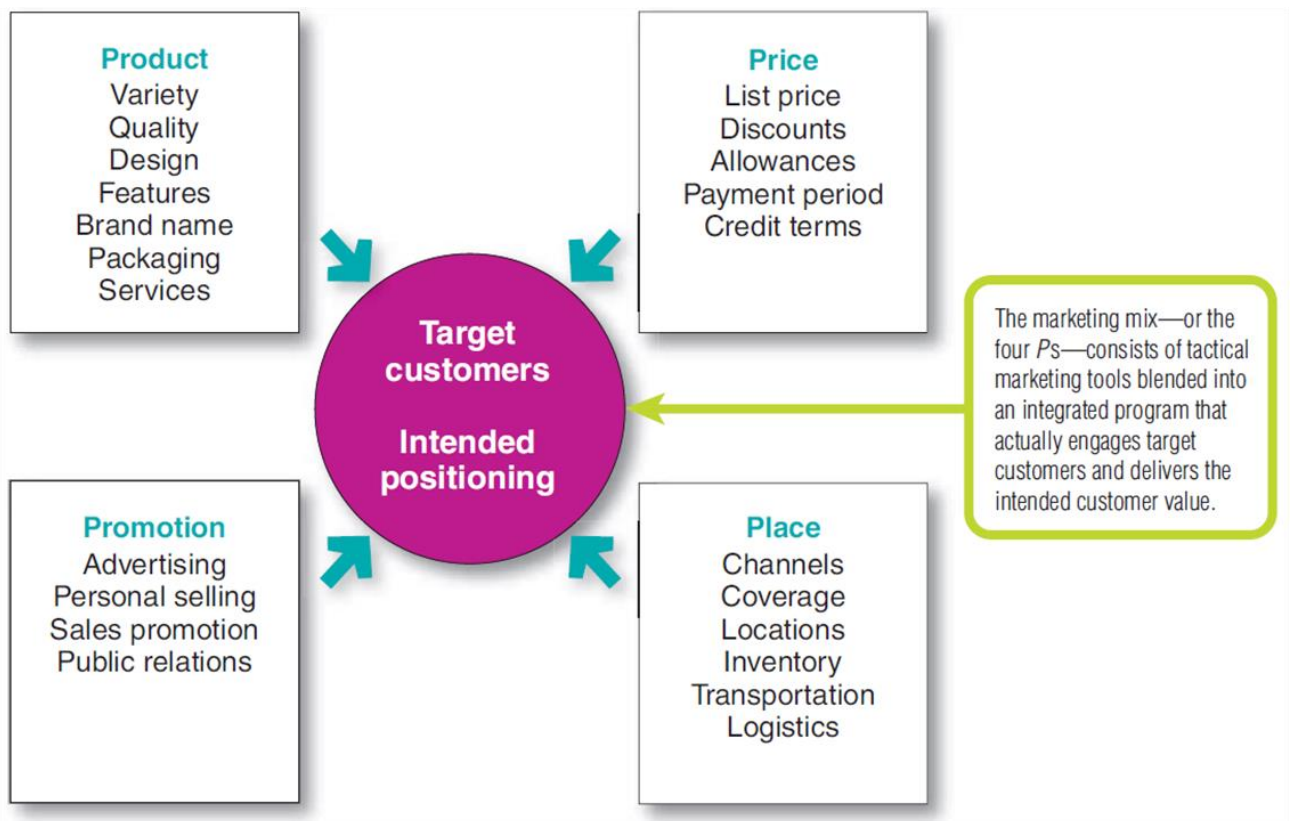 Product
Variety
Quality
Design
Features
Brand name
Packaging
Services
Price
List price
Discounts
Allowances
Payment period
Credit terms
Target
customers
Intended
positioning
The marketing mix—or the
four Ps—consists of tactical
marketing tools blended into
an integrated program that
actually engages target
customers and delivers the
intended customer value.
Promotion
Advertising
Personal selling
Sales promotion
Public relations
Place
Channels
Coverage
Locations
Inventory
Transportation
Logistics